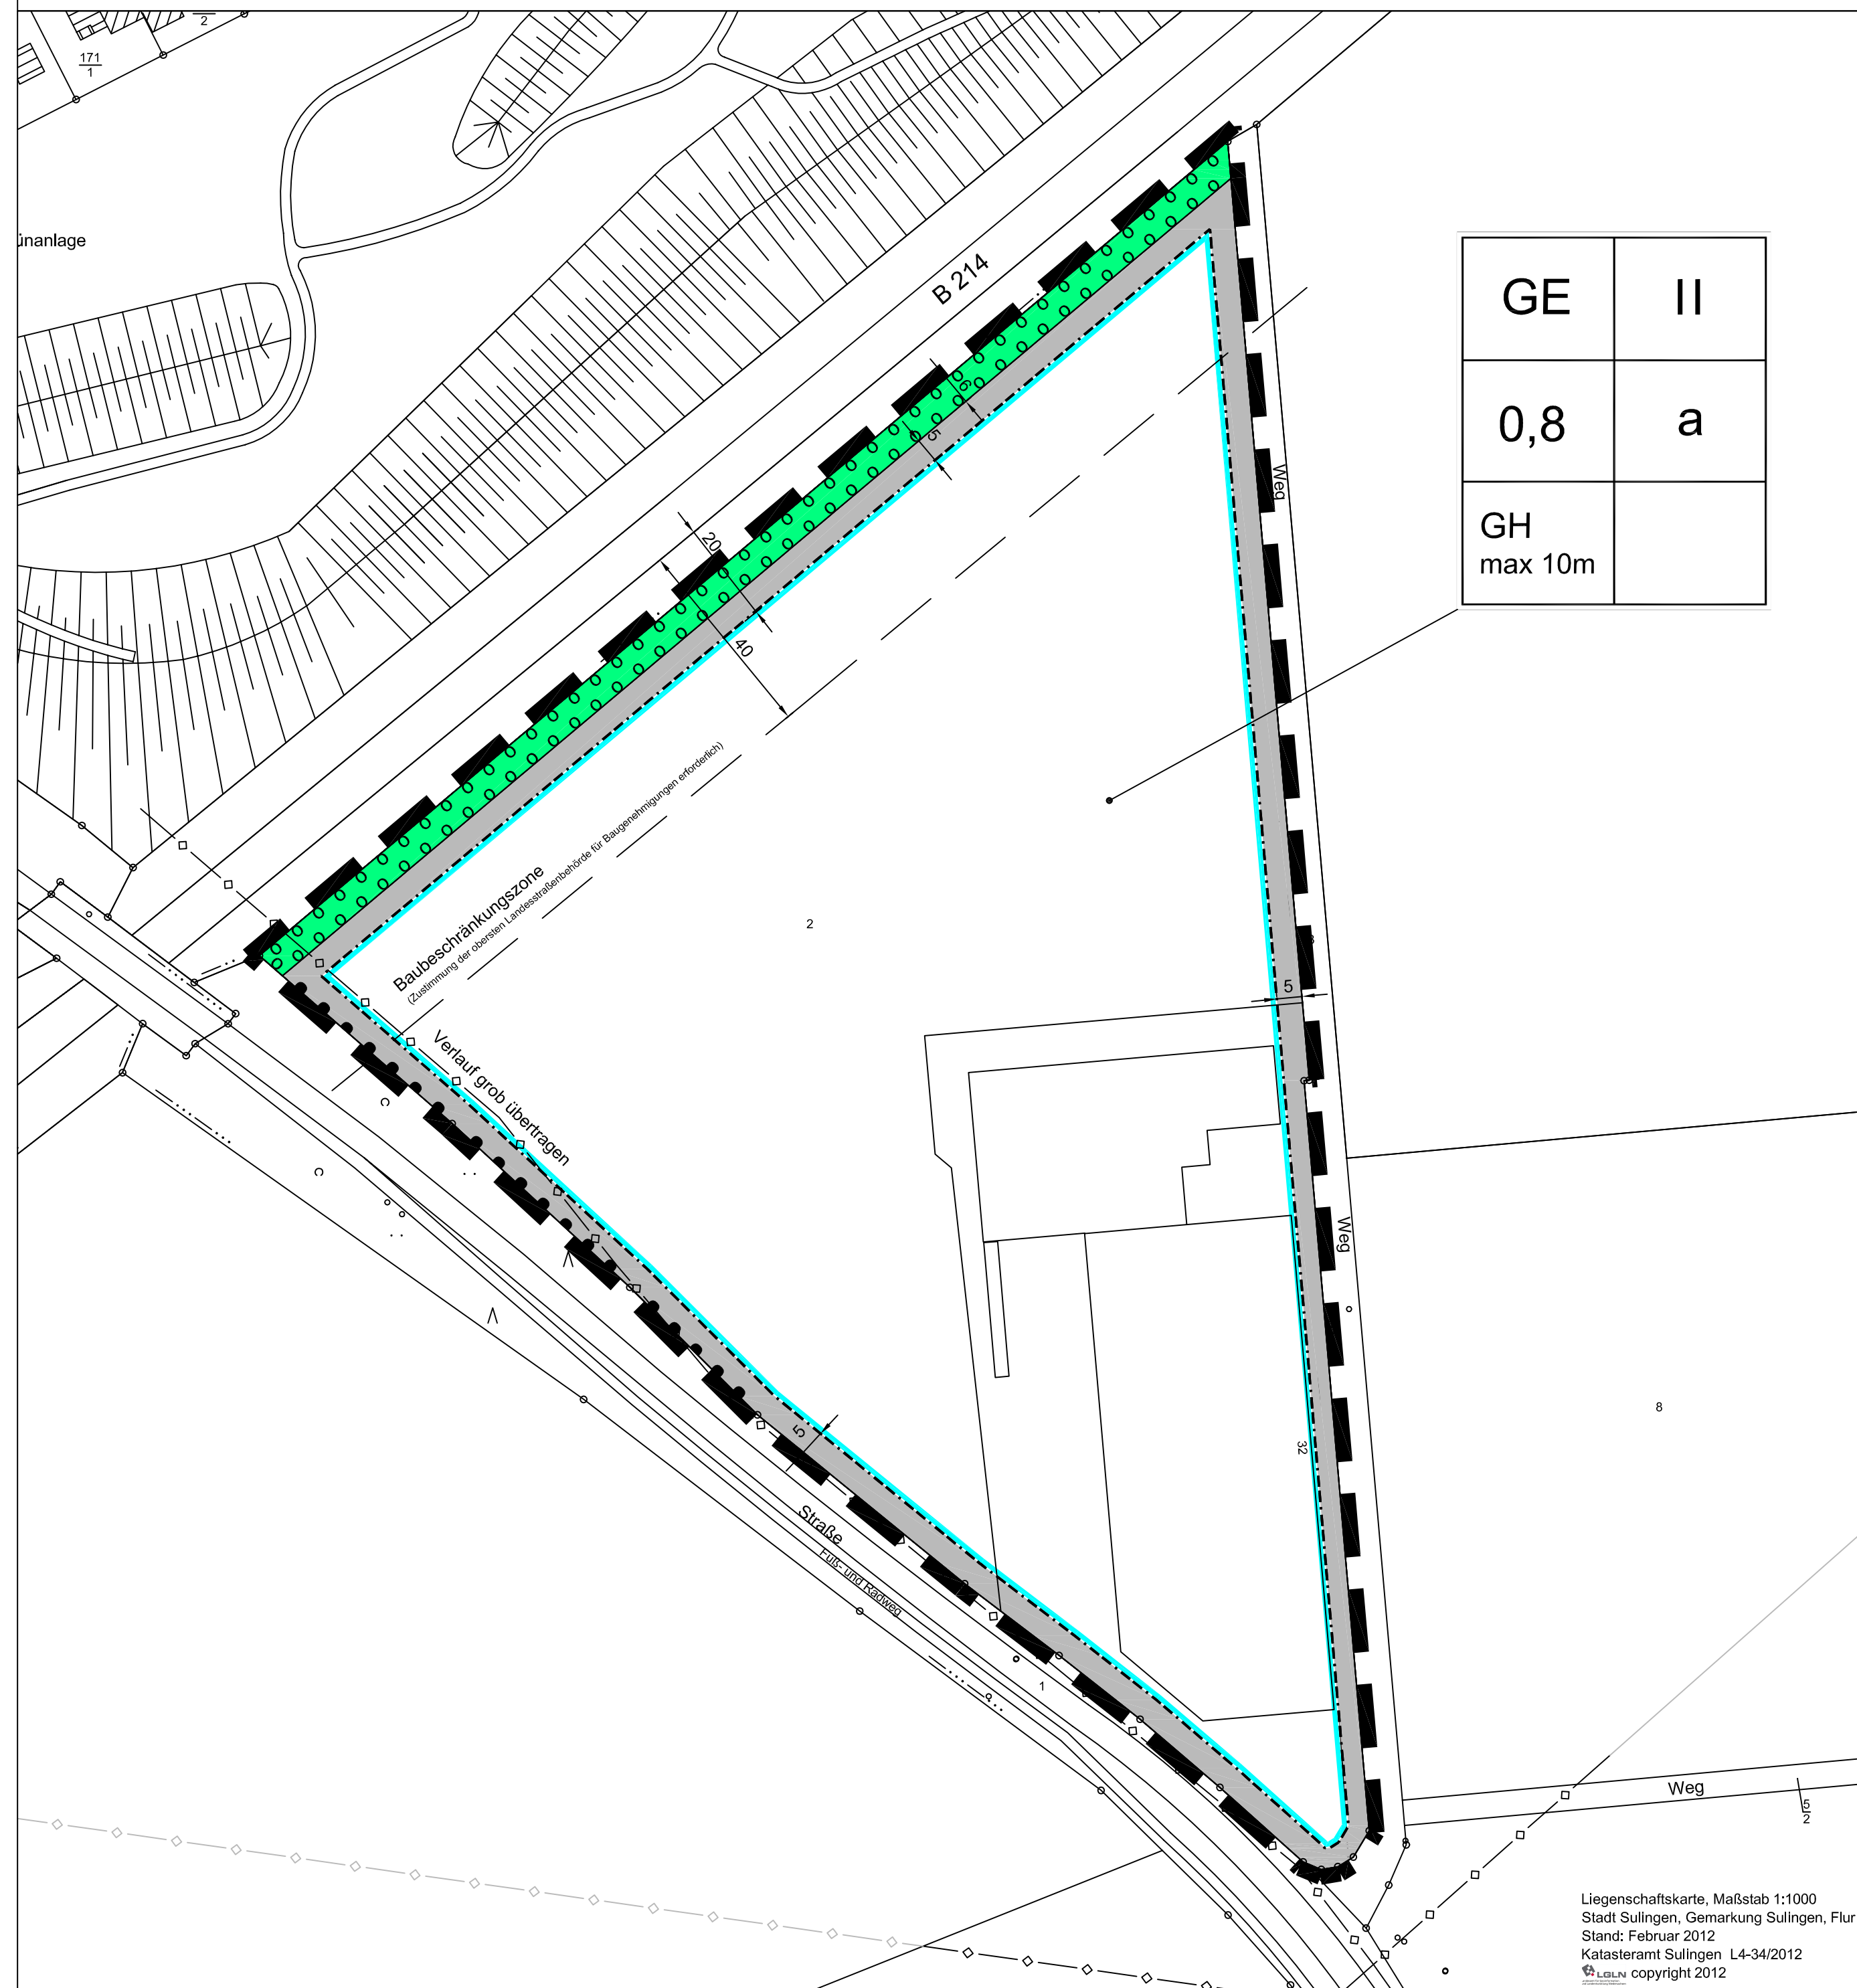 2
171
1
ünanlage
B 214
GE
II
0,8
a
GH
max 10m
6
5
20
40
Weg
Baubeschränkungszone
(Zustimmung der obersten Landesstraßenbehörde für Baugenehmigungen erforderlich)
2
5
Verlauf grob übertragen
Weg
8
32
5
Straße
Fuß- und Radweg
1
Weg
5
2
Liegenschaftskarte, Maßstab 1:1000
Stadt Sulingen, Gemarkung Sulingen, Flur
Stand: Februar 2012
Katasteramt Sulingen L4-34/2012
LGLN copyright 2012